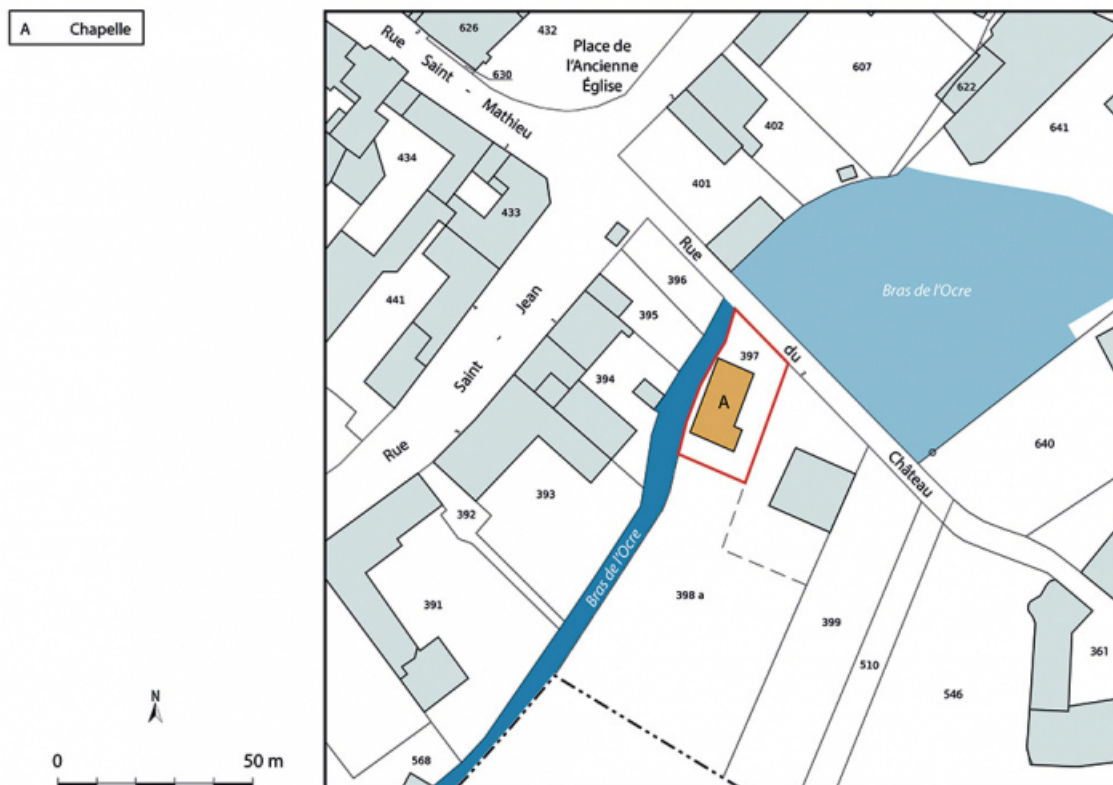 A Chapelle
626
432
Place de
l'Ancienne
Église
630
Rue Saint - Mathieu
607
622
641
402
434
401
433
Rue du Château
396
Bras de l'Ocre
441
395
397
394
A
Rue Saint - Jean
640
393
392
Bras de l'Ocre
398 a
391
399
361
510
546
568
N
0 50 m